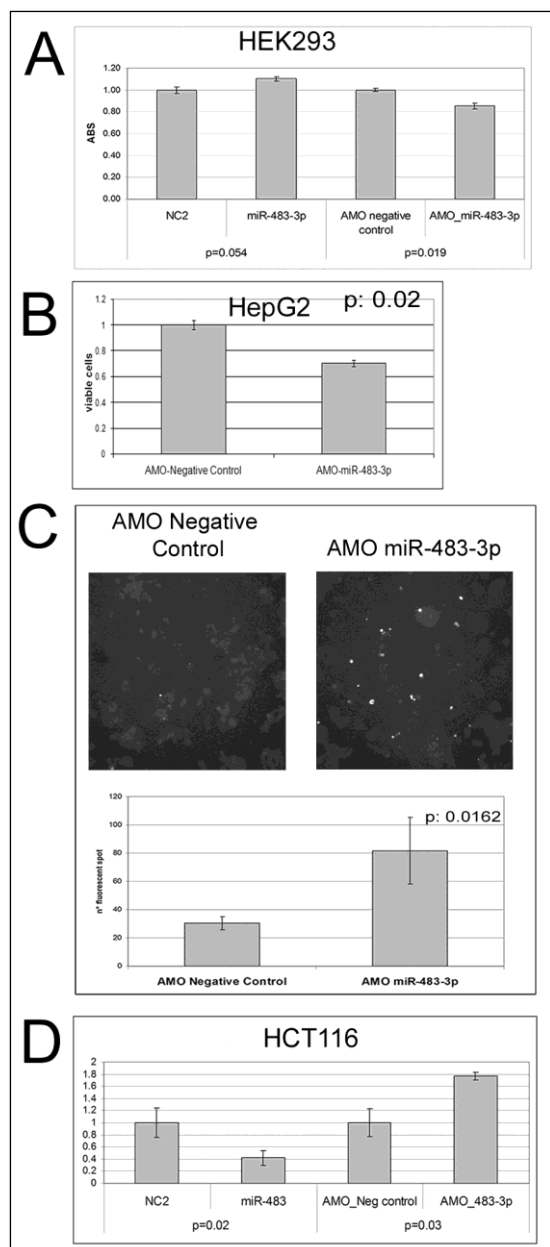 A
HEK293
1.20
1.00
0.80
0.60
0.40
0.20
0.00
ABS
NC2
miR-483-3p
AMO negative
control
AMO_miR-483-3p
p=0.054
p=0.019
B
HepG2
p: 0.02
1.2
1
0.8
0.6
0.4
0.2
0
viable cells
AMO-Negative Control
AMO-miR-483-3p
C
AMO Negative
Control
AMO miR-483-3p
p: 0.0162
120
100
80
60
40
20
0
n° fluorescent spot
AMO Negative Control
AMO miR-483-3p
D
HCT116
2
1.8
1.6
1.4
1.2
1
0.8
0.6
0.4
0.2
0
NC2
miR-483
AMO_Neg control
AMO_483-3p
p=0.02
p=0.03